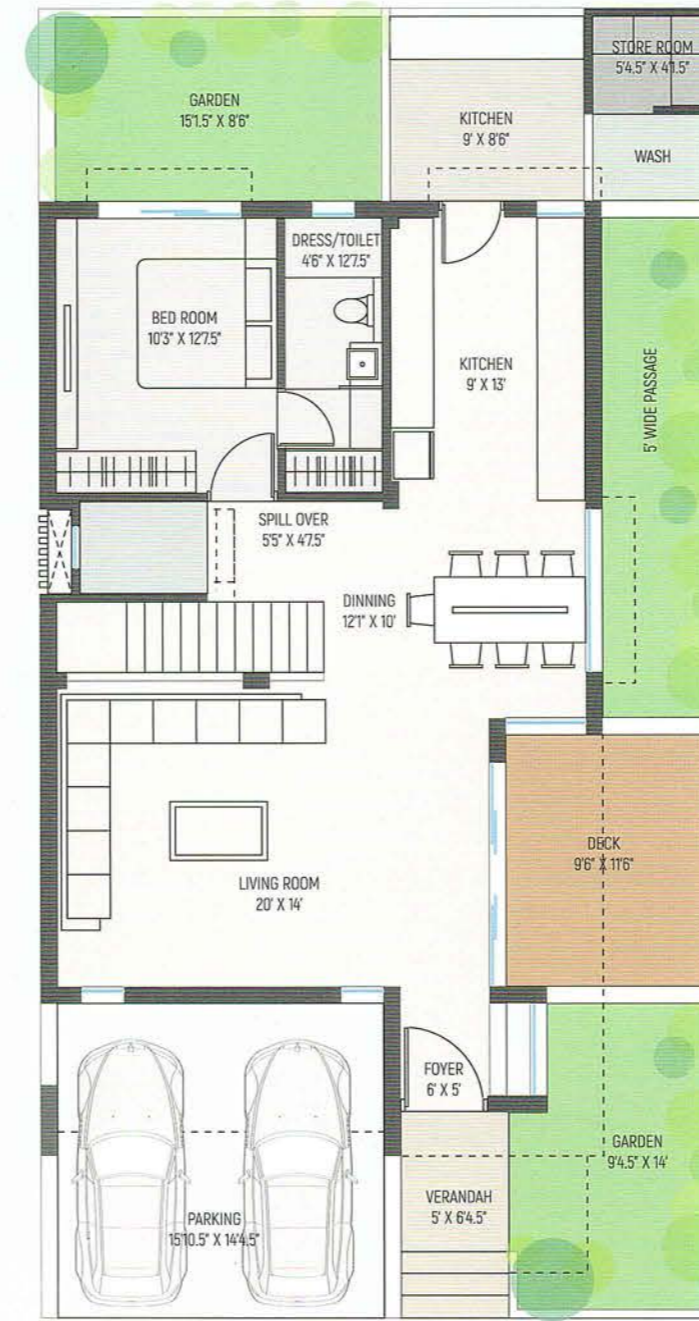 STORE ROOM
5'4.5" X 4'1.5"
GARDEN
15'1.5" X 8'6"
KITCHEN
9' X 8'6"
WASH
DRESS/TOILET
4'6" X 12'7.5"
BED ROOM
10'3" X 12'7.5"
KITCHEN
9' X 13'
5' WIDE PASSAGE
SPILL OVER
5'5" X 4'7.5"
DINNING
12'1" X 10'
DECK
9'6" X 11'6"
LIVING ROOM
20' X 14'
FOYER
6' X 5'
GARDEN
9'4.5" X 14'
VERANDAH
5' X 6'4.5"
PARKING
15'10.5" X 14'4.5"